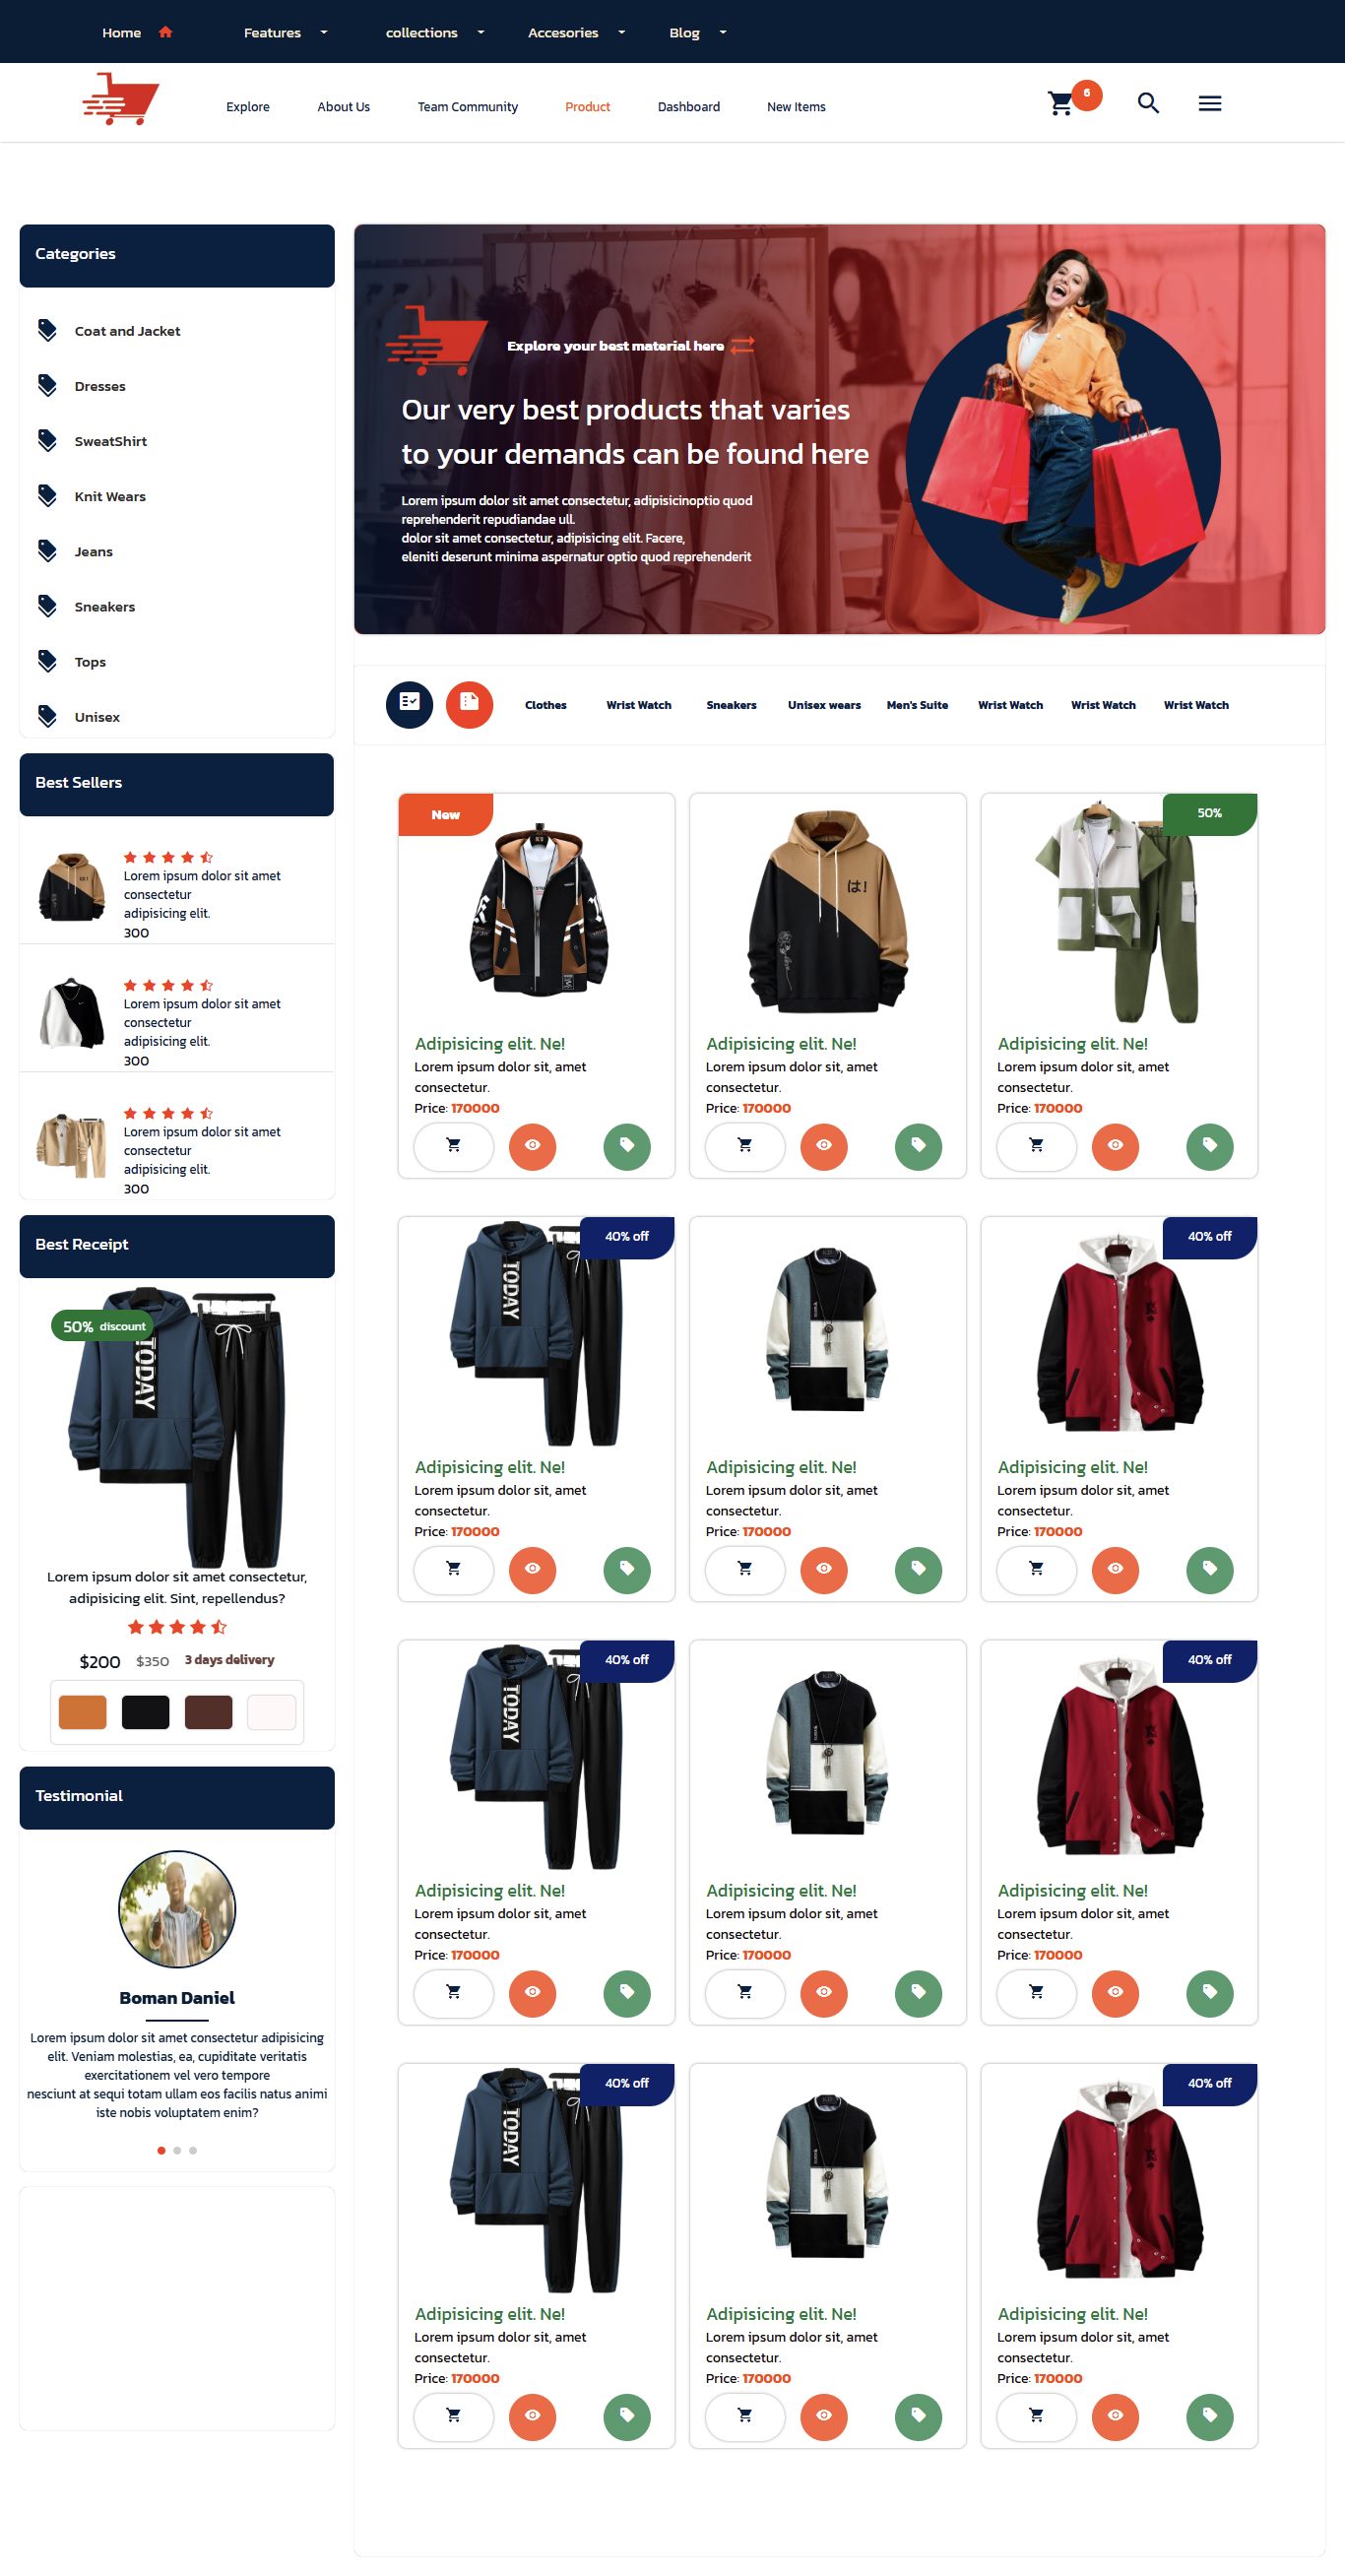 Home
Features
collections
Accesories
Blog
Explore
About Us
Team Community
Product
Dashboard
New Items
6
Categories
Coat and Jacket
Dresses
SweatShirt
Knit Wears
Jeans
Sneakers
Tops
Unisex
Best Sellers
Lorem ipsum dolor sit amet
consectetur
adipisicing elit.
300
Lorem ipsum dolor sit amet
consectetur
adipisicing elit.
300
Lorem ipsum dolor sit amet
consectetur
adipisicing elit.
300
Best Receipt
50% discount
TODAY
Lorem ipsum dolor sit amet consectetur,
adipisicing elit. Sint, repellendus?
$200 $350 3 days delivery
Testimonial
Boman Daniel
Lorem ipsum dolor sit amet consectetur adipisicing
elit. Veniam molestias, ea, cupiditate veritatis
exercitationem vel vero tempore
nesciunt at sequi totam ullam eos facilis natus animi
iste nobis voluptatem enim?
Explore your best material here
Our very best products that varies
to your demands can be found here
Lorem ipsum dolor sit amet consectetur, adipisicinoptio quod
reprehenderit repudiandae ull.
dolor sit amet consectetur, adipisicing elit. Facere,
eleniti deserunt minima aspernatur optio quod reprehenderit
Clothes
Wrist Watch
Sneakers
Unisex wears
Men's Suite
Wrist Watch
Wrist Watch
Wrist Watch
New
Adipisicing elit. Ne!
Lorem ipsum dolor sit, amet
consectetur.
Price: 170000
は!
Adipisicing elit. Ne!
Lorem ipsum dolor sit, amet
consectetur.
Price: 170000
50%
Adipisicing elit. Ne!
Lorem ipsum dolor sit, amet
consectetur.
Price: 170000
40% off
TODAY
Adipisicing elit. Ne!
Lorem ipsum dolor sit, amet
consectetur.
Price: 170000
Adipisicing elit. Ne!
Lorem ipsum dolor sit, amet
consectetur.
Price: 170000
40% off
Adipisicing elit. Ne!
Lorem ipsum dolor sit, amet
consectetur.
Price: 170000
40% off
TODAY
Adipisicing elit. Ne!
Lorem ipsum dolor sit, amet
consectetur.
Price: 170000
Adipisicing elit. Ne!
Lorem ipsum dolor sit, amet
consectetur.
Price: 170000
40% off
Adipisicing elit. Ne!
Lorem ipsum dolor sit, amet
consectetur.
Price: 170000
40% off
TODAY
Adipisicing elit. Ne!
Lorem ipsum dolor sit, amet
consectetur.
Price: 170000
Adipisicing elit. Ne!
Lorem ipsum dolor sit, amet
consectetur.
Price: 170000
40% off
Adipisicing elit. Ne!
Lorem ipsum dolor sit, amet
consectetur.
Price: 170000